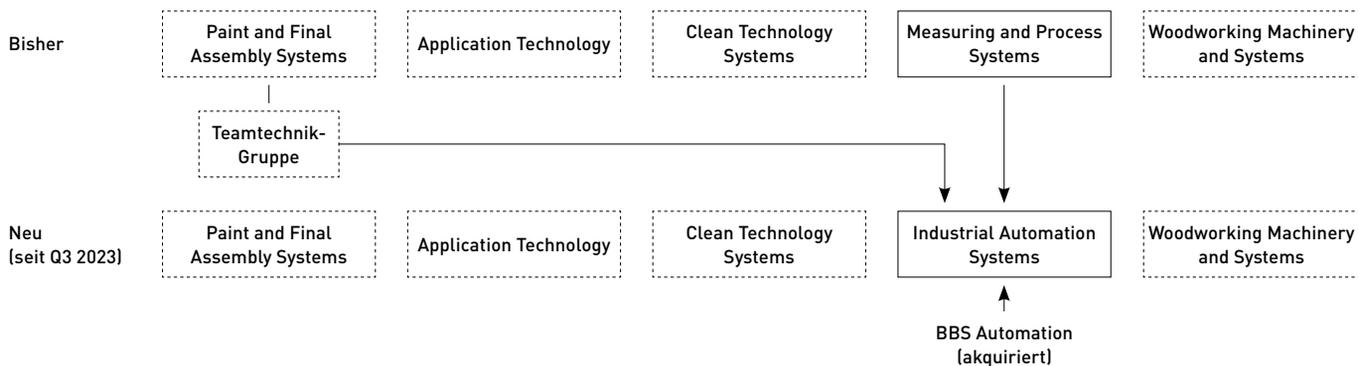 Bisher
Paint and Final
Assembly Systems
Application Technology
Clean Technology
Systems
Measuring and Process
Systems
Woodworking Machinery
and Systems
Teamtechnik-
Gruppe
Neu
(seit Q3 2023)
Paint and Final
Assembly Systems
Application Technology
Clean Technology
Systems
Industrial Automation
Systems
Woodworking Machinery
and Systems
BBS Automation
(akquiriert)